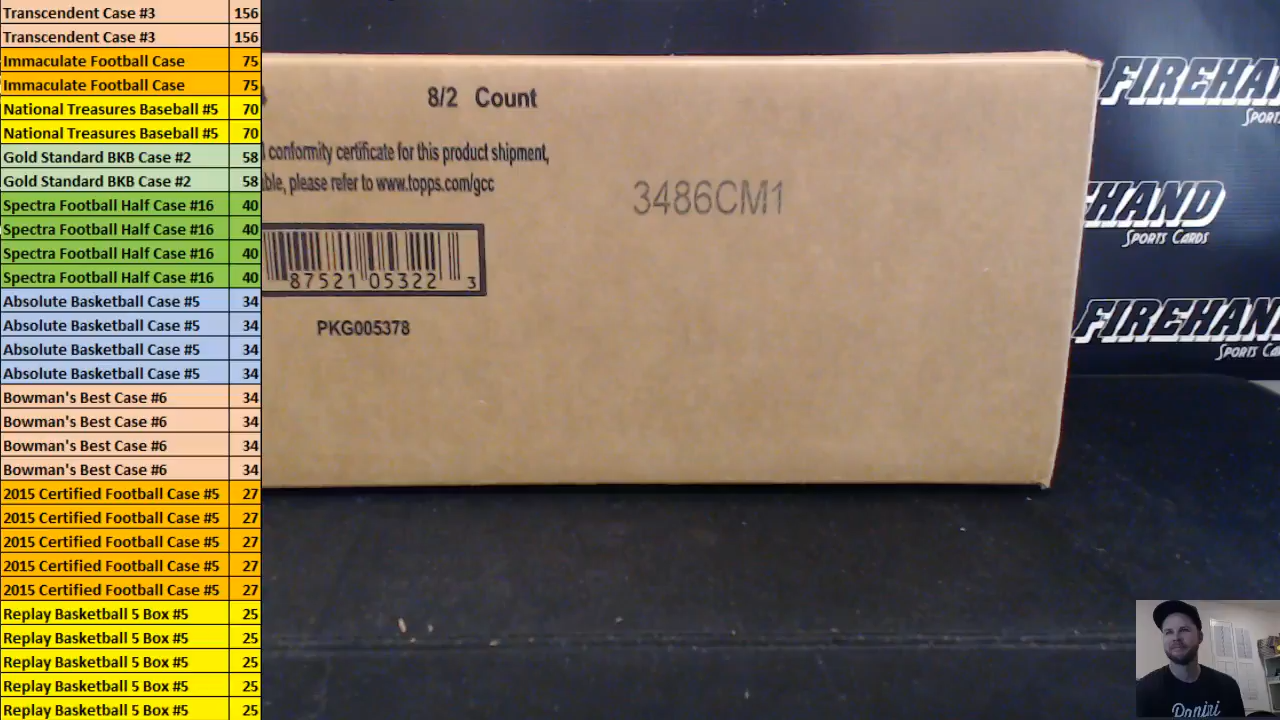 Transcendent Case #3 156
Transcendent Case #3 156
Immaculate Football Case 75
Immaculate Football Case 75
National Treasures Baseball #5 70
National Treasures Baseball #5 70
Gold Standard BKB Case #2 58
Gold Standard BKB Case #2 58
Spectra Football Half Case #16 40
Spectra Football Half Case #16 40
Spectra Football Half Case #16 40
Spectra Football Half Case #16 40
Absolute Basketball Case #5 34
Absolute Basketball Case #5 34
Absolute Basketball Case #5 34
Absolute Basketball Case #5 34
Bowman's Best Case #6 34
Bowman's Best Case #6 34
Bowman's Best Case #6 34
Bowman's Best Case #6 34
2015 Certified Football Case #5 27
2015 Certified Football Case #5 27
2015 Certified Football Case #5 27
2015 Certified Football Case #5 27
2015 Certified Football Case #5 27
Replay Basketball 5 Box #5 25
Replay Basketball 5 Box #5 25
Replay Basketball 5 Box #5 25
Replay Basketball 5 Box #5 25
Replay Basketball 5 Box #5 25
8/2 Count
conformity certificate for this product shipment,
please refer to www.topps.com/gcc
3486CM1
87521 05322 3
PKG005378
FIREHA
Sports
HAND
Sports Cards
FIREHAN
Sports Ca
Panini